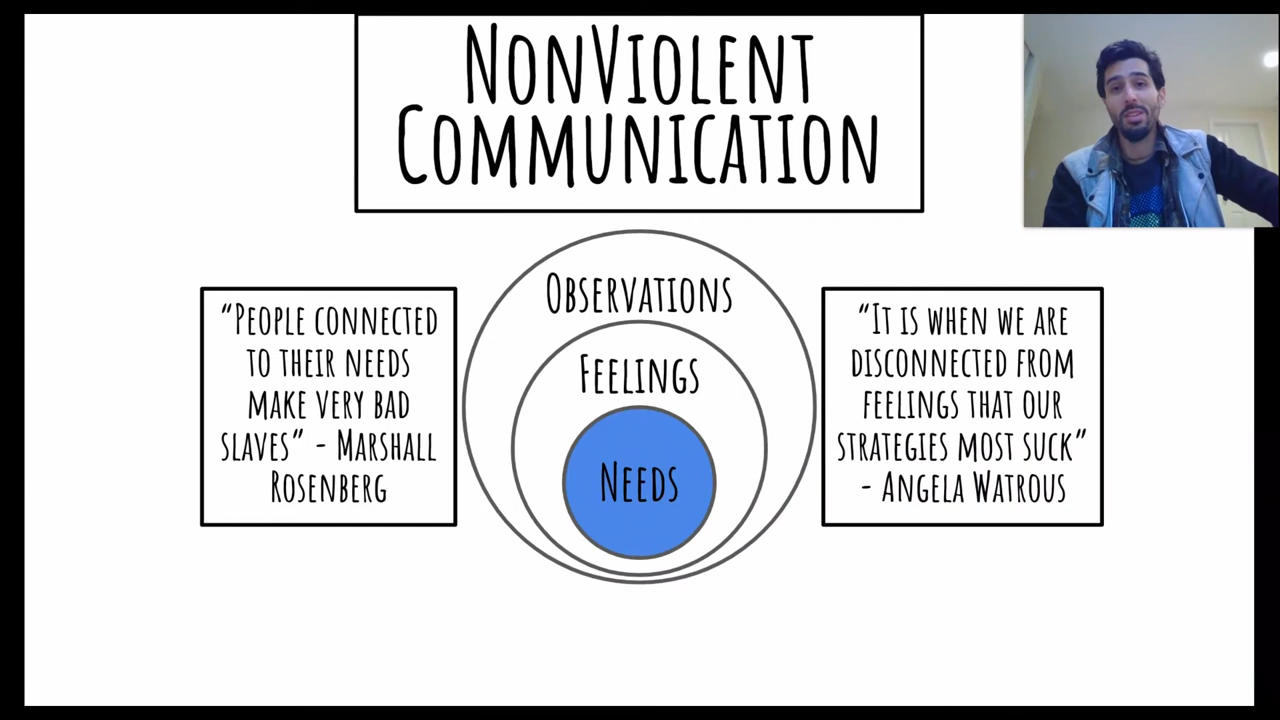 NonViolent
Communication
Observations
Feelings
Needs
“People connected
to their needs
make very bad
slaves” - Marshall
Rosenberg
“It is when we are
disconnected from
feelings that our
strategies most suck”
- Angela Watrous